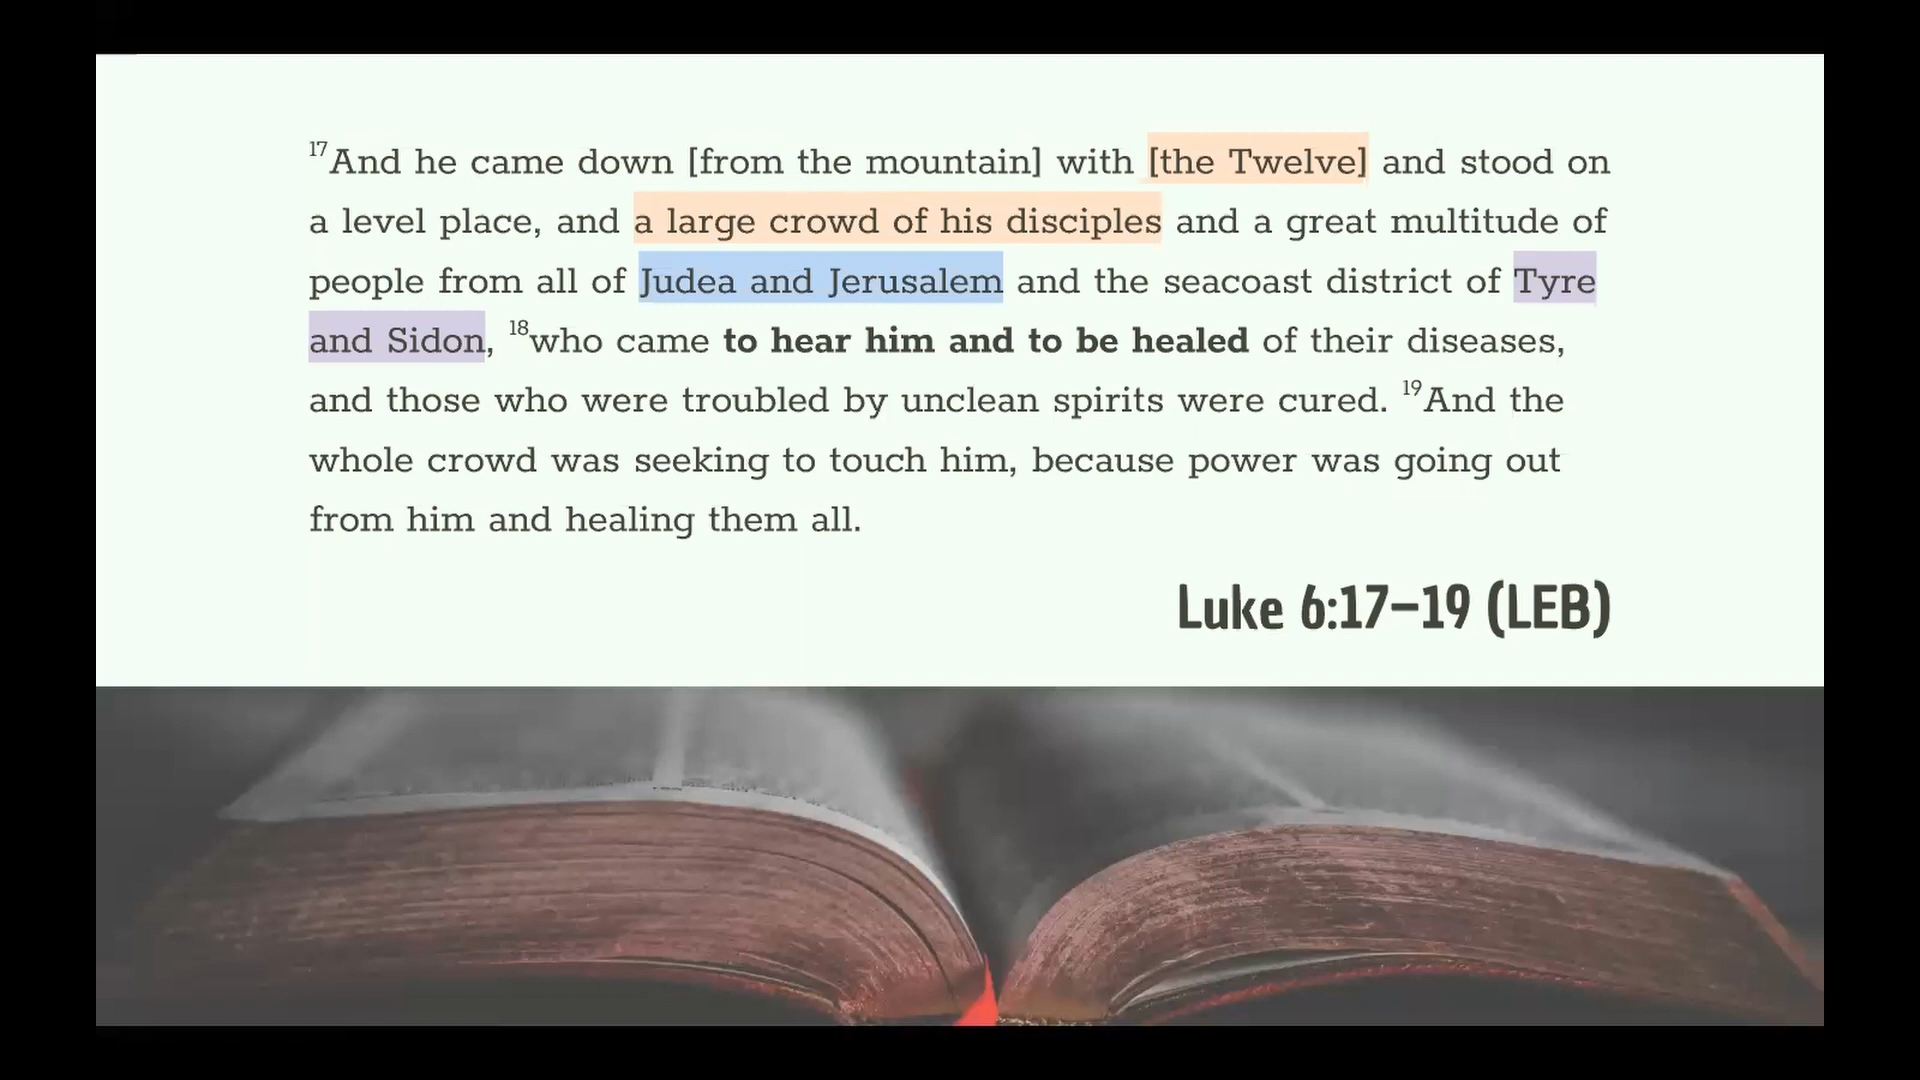 17And he came down [from the mountain] with [the Twelve] and stood on
a level place, and a large crowd of his disciples and a great multitude of
people from all of Judea and Jerusalem and the seacoast district of Tyre
and Sidon, 18who came to hear him and to be healed of their diseases,
and those who were troubled by unclean spirits were cured. 19And the
whole crowd was seeking to touch him, because power was going out
from him and healing them all.
Luke 6:17–19 (LEB)